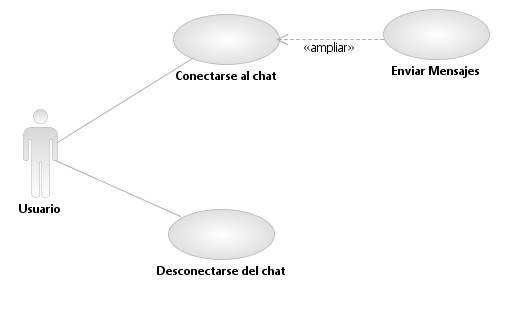 «ampliar»
Conectarse al chat
Enviar Mensajes
Usuario
Desconectarse del chat